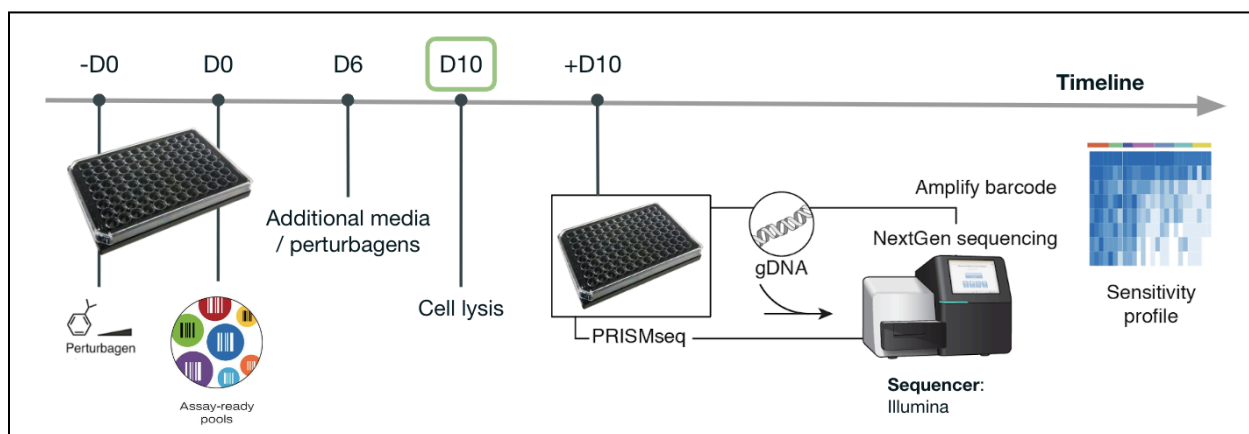 -D0
D0
D6
D10
+D10
Timeline
Perturbagen
Assay-ready
pools
Additional media
/ perturbagens
Cell lysis
PRISMseq
gDNA
Amplify barcode
NextGen sequencing
Sequencer:
Illumina
Sensitivity
profile